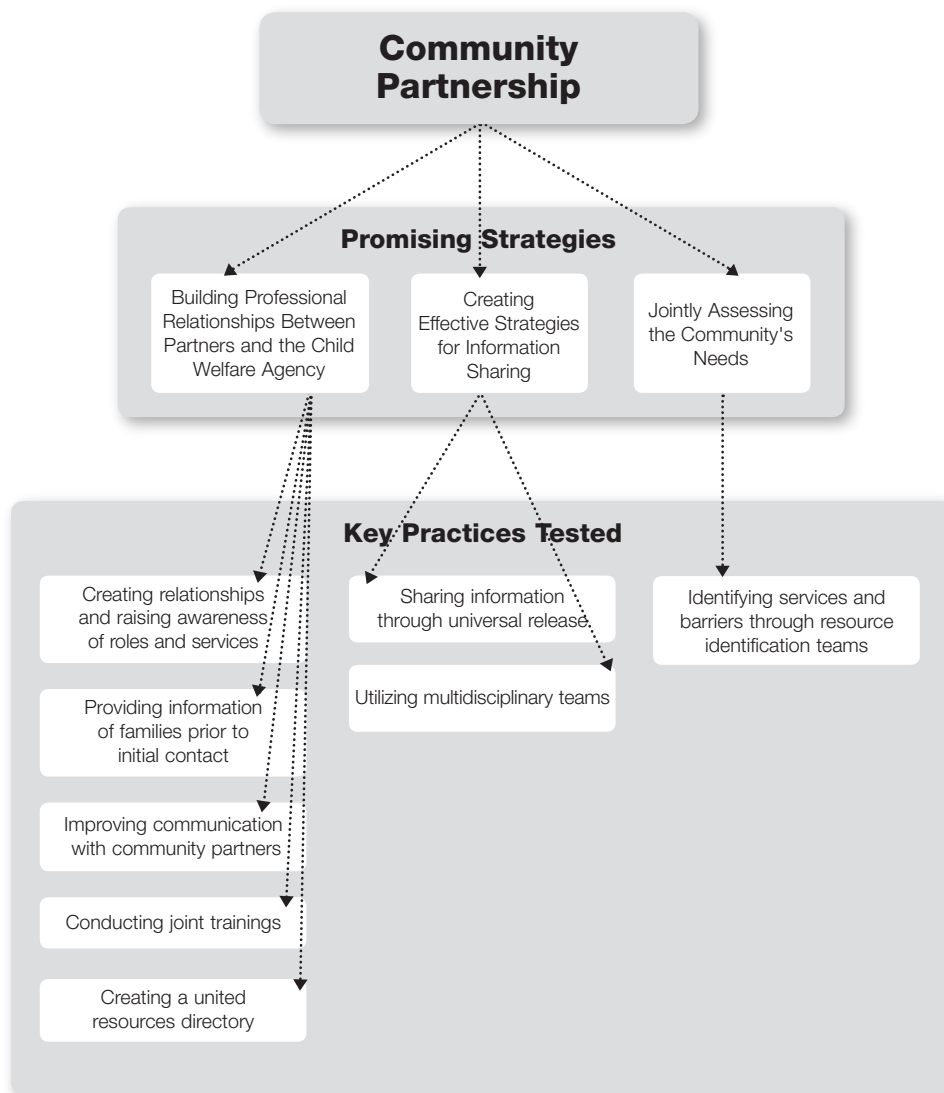 Community
Partnership
Promising Strategies
Building Professional
Relationships Between
Partners and the Child
Welfare Agency
Creating
Effective Strategies
for Information
Sharing
Jointly Assessing
the Community's
Needs
Key Practices Tested
Creating relationships
and raising awareness
of roles and services
Providing information
of families prior to
initial contact
Improving communication
with community partners
Conducting joint trainings
Creating a united
resources directory
Sharing information
through universal release
Utilizing multidisciplinary teams
Identifying services and
barriers through resource
identification teams